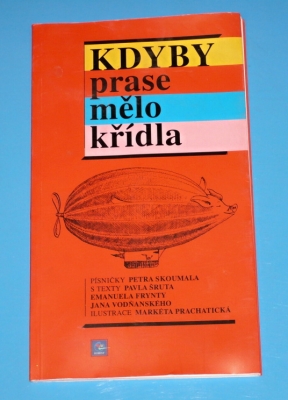 KDYBY
prase
mělo
křídla
PÍSNIČKY PETRA SKOUMALA
S TEXTY PAVLA ŠRUTA
EMANUELA FRYNTY
JANA VODŇANSKÉHO
ILUSTRACE MARKÉTA PRACHATICKÁ